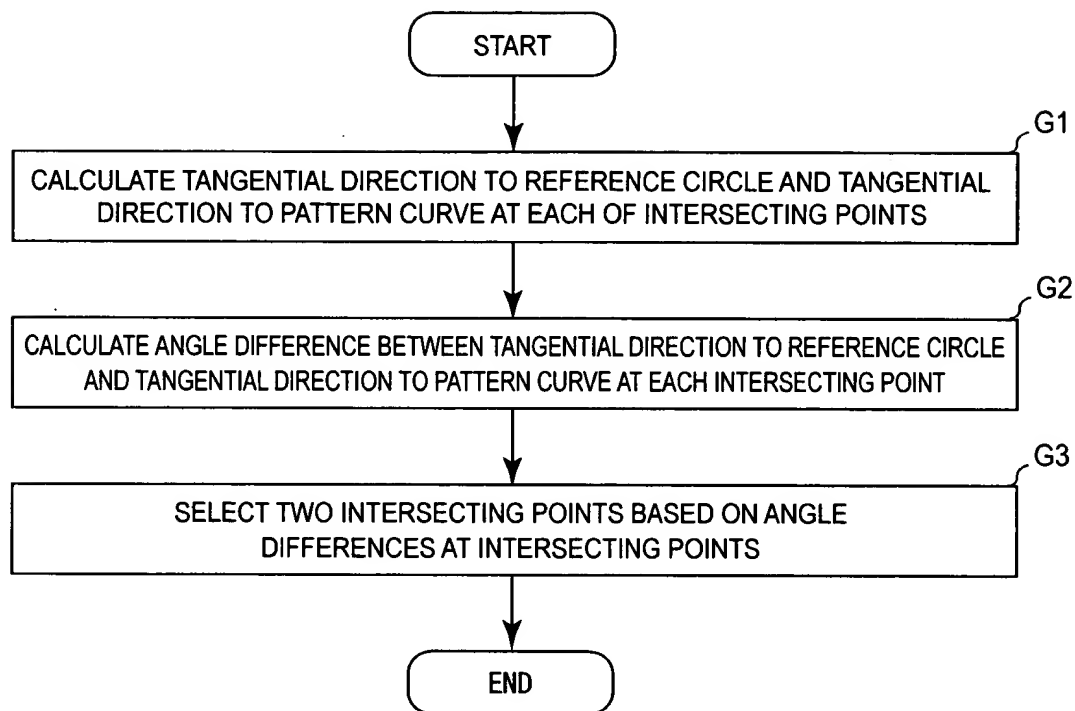 START
G1
CALCULATE TANGENTIAL DIRECTION TO REFERENCE CIRCLE AND TANGENTIAL
DIRECTION TO PATTERN CURVE AT EACH OF INTERSECTING POINTS
G2
CALCULATE ANGLE DIFFERENCE BETWEEN TANGENTIAL DIRECTION TO REFERENCE CIRCLE
AND TANGENTIAL DIRECTION TO PATTERN CURVE AT EACH INTERSECTING POINT
G3
SELECT TWO INTERSECTING POINTS BASED ON ANGLE
DIFFERENCES AT INTERSECTING POINTS
END